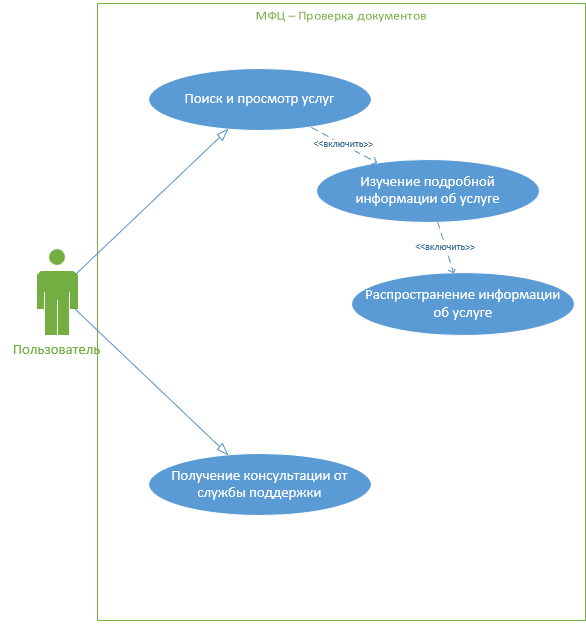 МФЦ – Проверка документов
Поиск и просмотр услуг
<<включить>>
Изучение подробной
информации об услуге
<<включить>>
Распространение информации
об услуге
Пользователь
Получение консультации от
службы поддержки